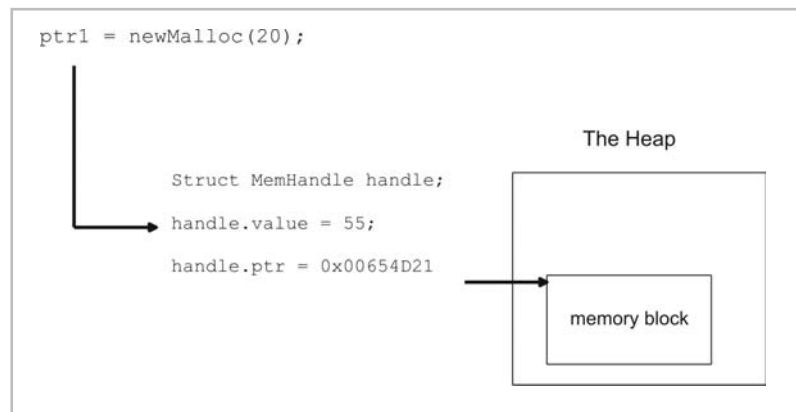 ptr1 = newMalloc(20);
The Heap
Struct MemHandle handle;
handle.value = 55;
handle.ptr = 0x00654D21
memory block